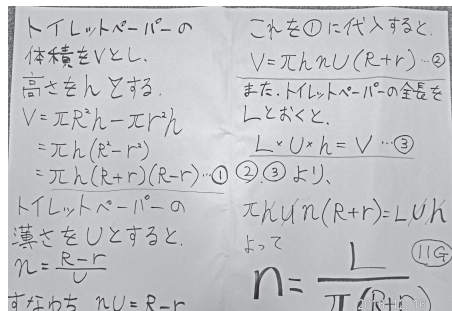 トイレットペーパーの
体積をVとし、
高さをhとする.
V=πR²h-πr²h
=πh(R²-r²)
=πh(R+r)(R-r)…①
トイレットペーパーの
薄さをUとすると.
n=(R-r)/U
すなわち nU=R-r
これを①に代入すると.
V=πhnU(R+r)…②
また.トイレットペーパーの全長を
Lとおくと、
L×U×h=V…③
②.③より、
πhUn(R+r)=LUh
よって
11G
n=L/π(R+r)